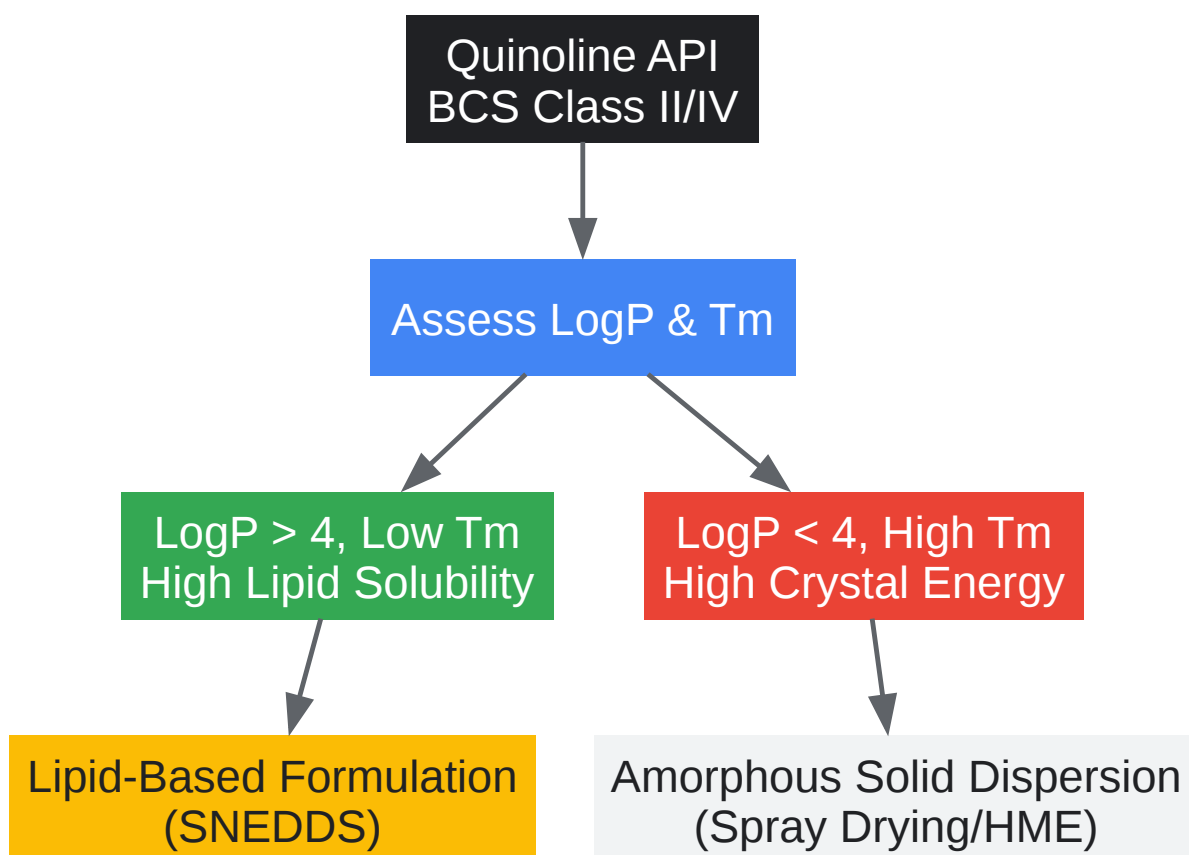 Quinoline API
BCS Class II/IV
Assess LogP & Tm
LogP > 4, Low Tm
High Lipid Solubility
LogP < 4, High Tm
High Crystal Energy
Lipid-Based Formulation
(SNEDDS)
Amorphous Solid Dispersion
(Spray Drying/HME)